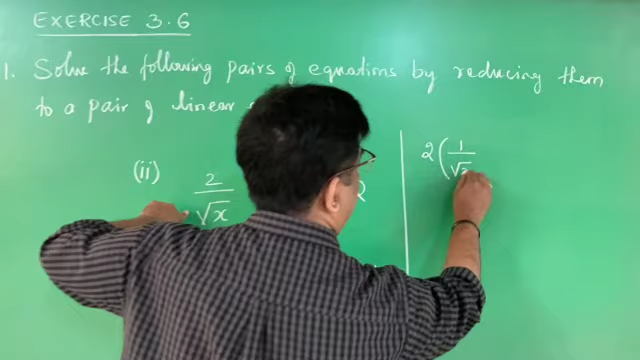 EXERCISE 3.6
1. Solve the following pairs of equations by reducing them
to a pair of linear
(ii) 2/√x 2
2(1/√